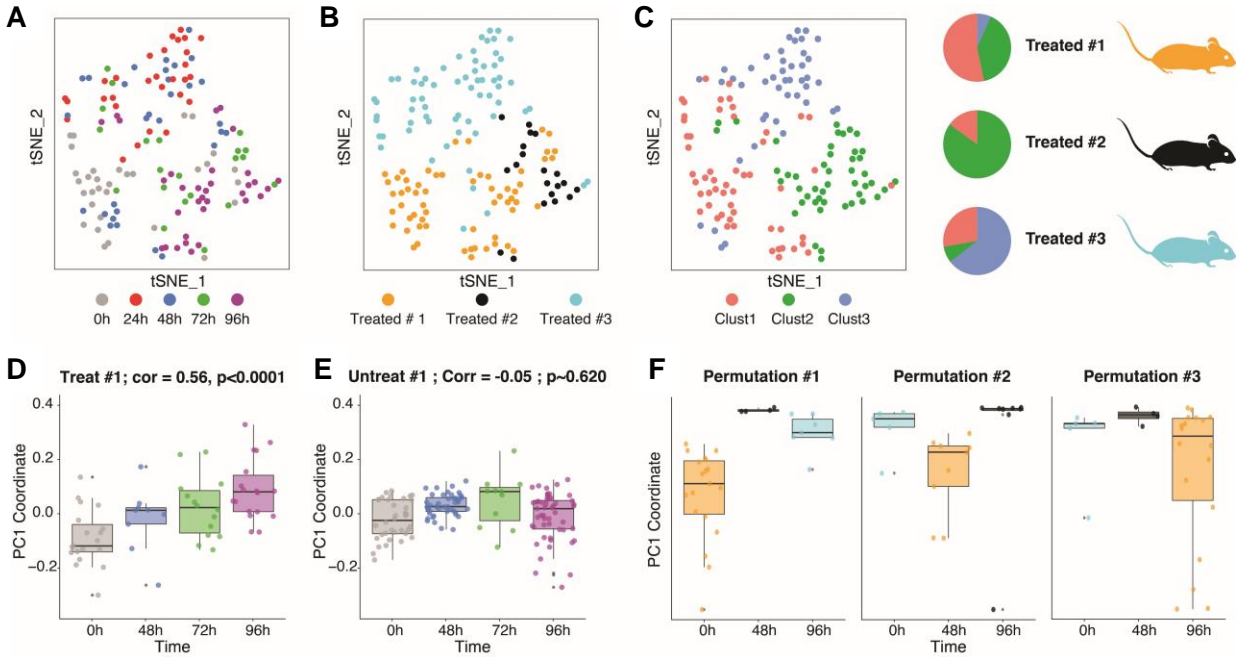 A
tSNE_2
tSNE_1
0h 24h 48h 72h 96h
B
tSNE_2
tSNE_1
Treated # 1 Treated #2 Treated #3
C
tSNE_2
tSNE_1
Clust1 Clust2 Clust3
Treated #1
Treated #2
Treated #3
D
Treat #1; cor = 0.56, p<0.0001
PC1 Coordinate
0.4
0.2
0.0
−0.2
0h 48h 72h 96h
Time
E
Untreat #1 ; Corr = -0.05 ; p~0.620
PC1 Coordinate
0.4
0.2
0.0
−0.2
0h 48h 72h 96h
Time
F
Permutation #1 Permutation #2 Permutation #3
PC1 Coordinate
0h 48h 96h 0h 48h 96h 0h 48h 96h
Time